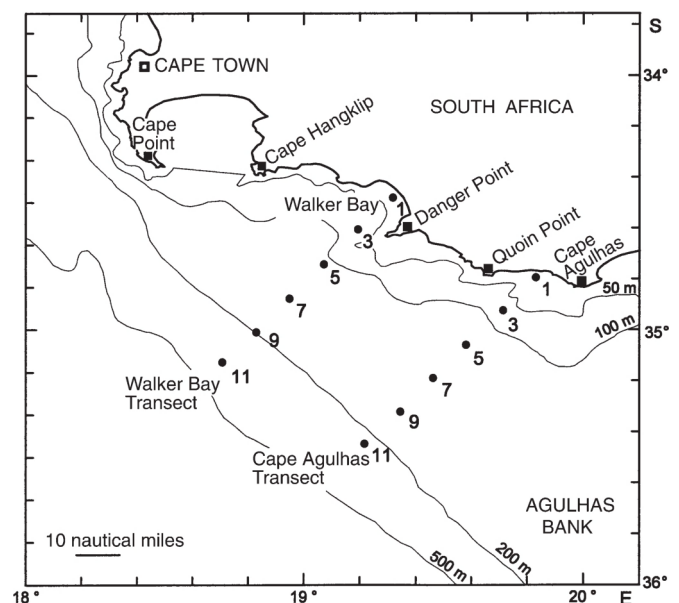 S
34°
CAPE TOWN
SOUTH AFRICA
Cape
Point
Cape Hangklip
Walker Bay
1
Danger Point
3
Quoin Point
Cape
Agulhas
5
1
50 m
7
3
100 m
9
35°
5
11
7
Walker Bay
Transect
9
Cape Agulhas
Transect
11
AGULHAS
BANK
10 nautical miles
500 m
200 m
36°
18°
19°
20°
E